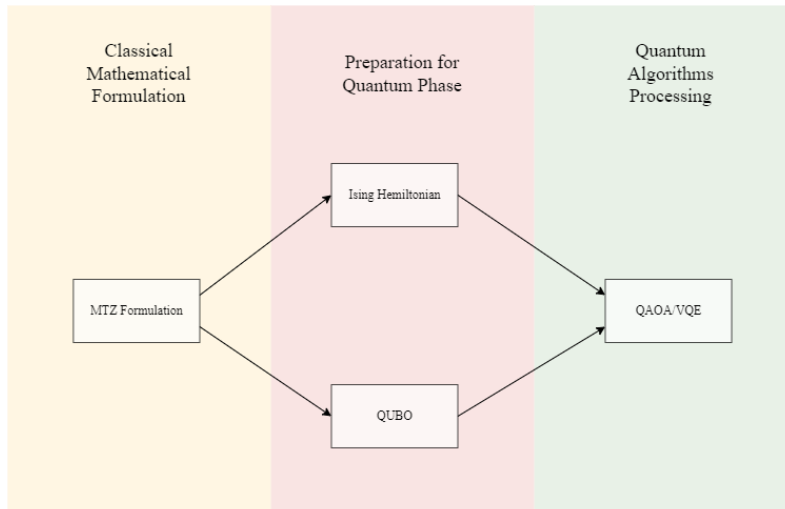 Classical
Mathematical
Formulation
Preparation for
Quantum Phase
Quantum
Algorithms
Processing
Ising Hemiltonian
MTZ Formulation
QAOA/VQE
QUBO